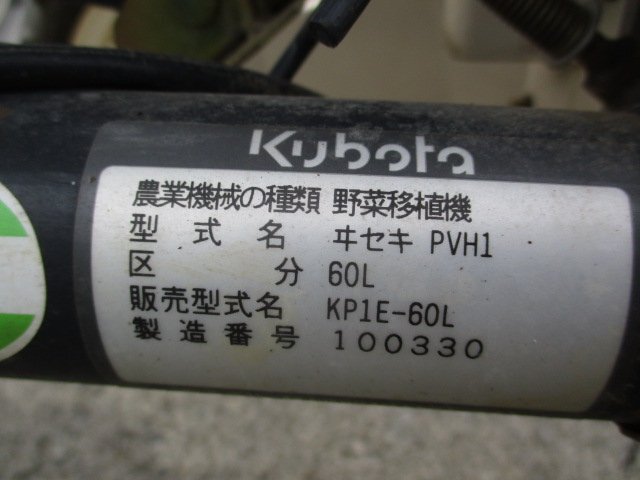 Kubota
農業機械の種類 野菜移植機
型式名 ヰセキ PVH1
区分 60L
販売型式名 KP1E-60L
製造番号 100330